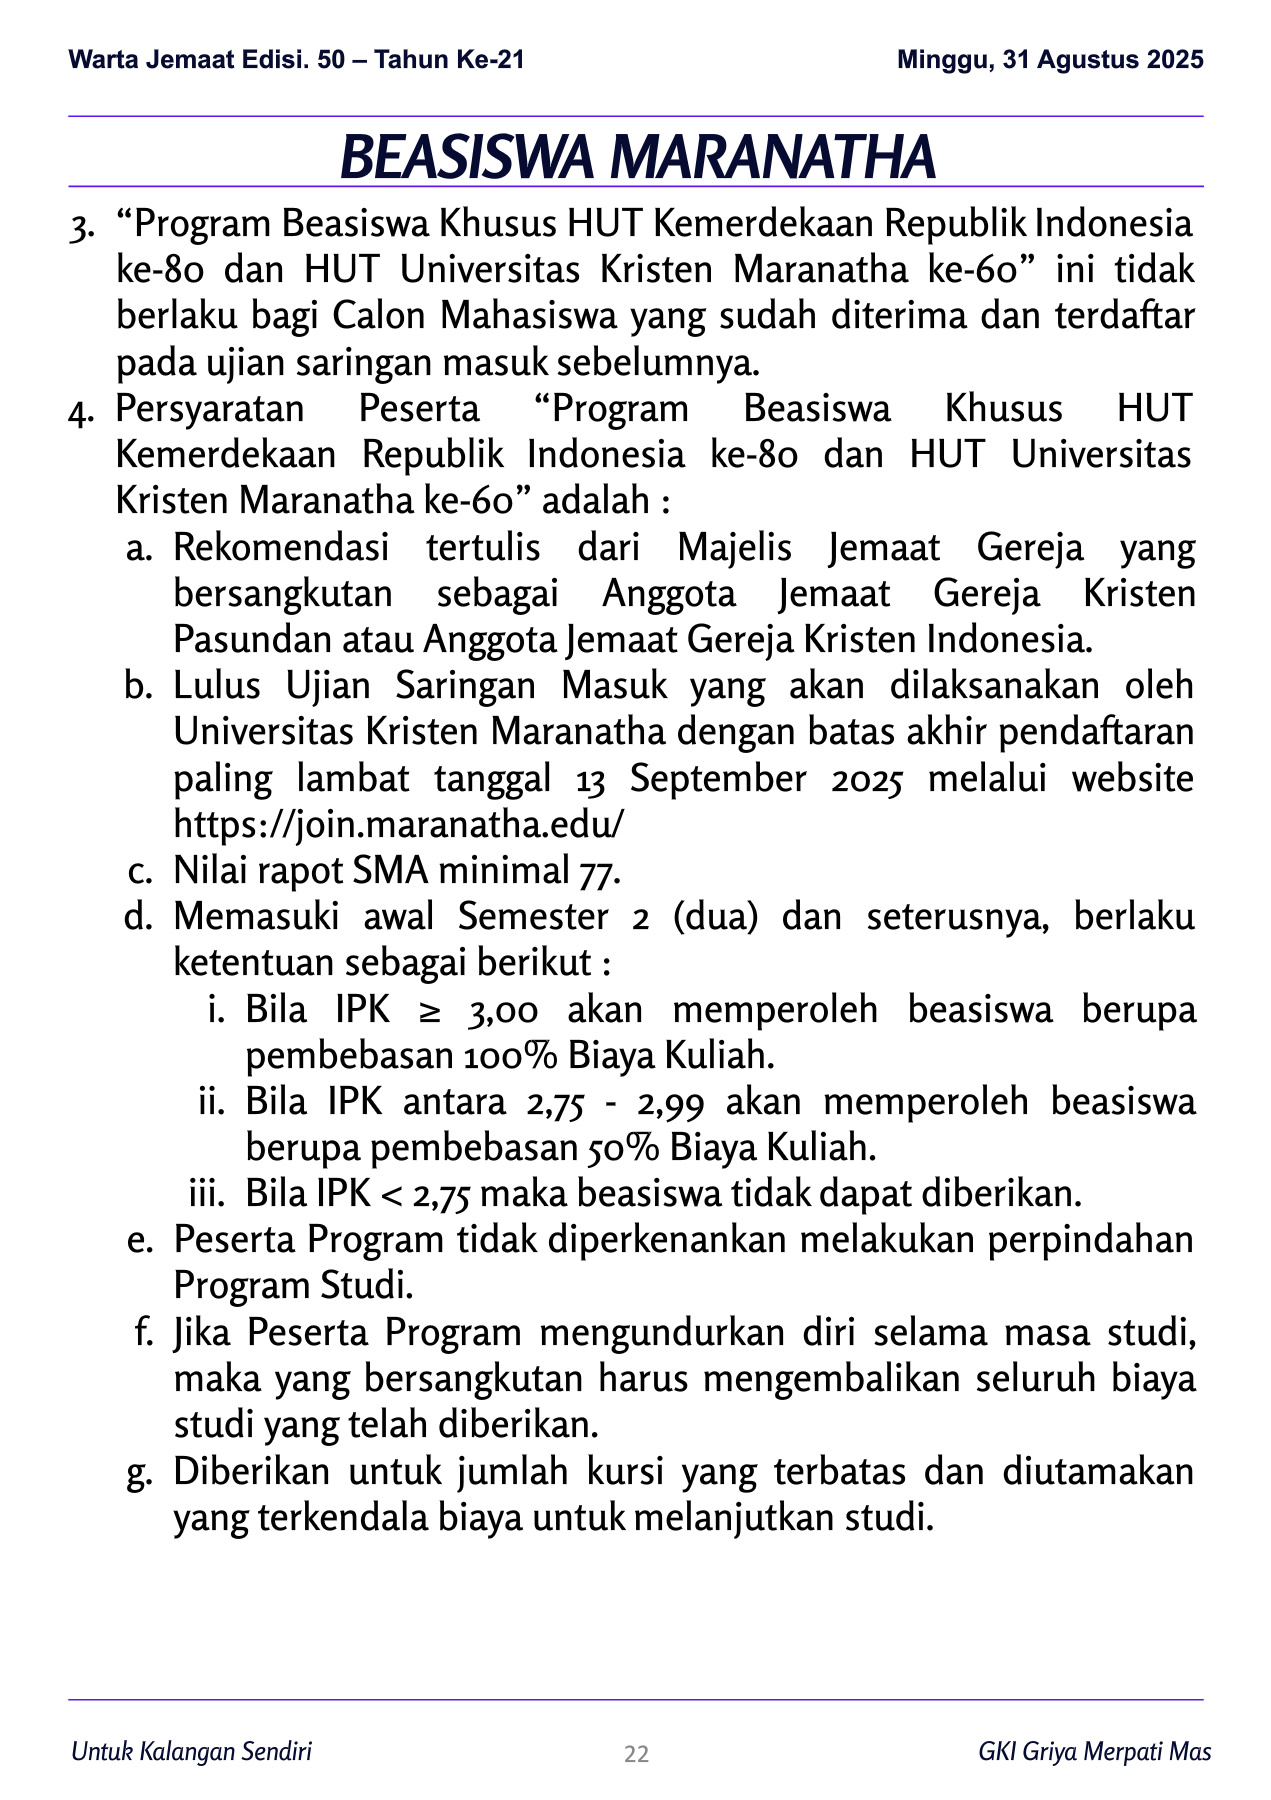 Warta Jemaat Edisi. 50 – Tahun Ke-21
Minggu, 31 Agustus 2025
BEASISWA MARANATHA
3. “Program Beasiswa Khusus HUT Kemerdekaan Republik Indonesia
ke-80 dan HUT Universitas Kristen Maranatha ke-60” ini tidak
berlaku bagi Calon Mahasiswa yang sudah diterima dan terdaftar
pada ujian saringan masuk sebelumnya.
4. Persyaratan Peserta “Program Beasiswa Khusus HUT
Kemerdekaan Republik Indonesia ke-80 dan HUT Universitas
Kristen Maranatha ke-60” adalah :
a. Rekomendasi tertulis dari Majelis Jemaat Gereja yang
bersangkutan sebagai Anggota Jemaat Gereja Kristen
Pasundan atau Anggota Jemaat Gereja Kristen Indonesia.
b. Lulus Ujian Saringan Masuk yang akan dilaksanakan oleh
Universitas Kristen Maranatha dengan batas akhir pendaftaran
paling lambat tanggal 13 September 2025 melalui website
https://join.maranatha.edu/
c. Nilai rapot SMA minimal 77.
d. Memasuki awal Semester 2 (dua) dan seterusnya, berlaku
ketentuan sebagai berikut :
i. Bila IPK ≥ 3,00 akan memperoleh beasiswa berupa
pembebasan 100% Biaya Kuliah.
ii. Bila IPK antara 2,75 - 2,99 akan memperoleh beasiswa
berupa pembebasan 50% Biaya Kuliah.
iii. Bila IPK < 2,75 maka beasiswa tidak dapat diberikan.
e. Peserta Program tidak diperkenankan melakukan perpindahan
Program Studi.
f. Jika Peserta Program mengundurkan diri selama masa studi,
maka yang bersangkutan harus mengembalikan seluruh biaya
studi yang telah diberikan.
g. Diberikan untuk jumlah kursi yang terbatas dan diutamakan
yang terkendala biaya untuk melanjutkan studi.
Untuk Kalangan Sendiri
22
GKI Griya Merpati Mas